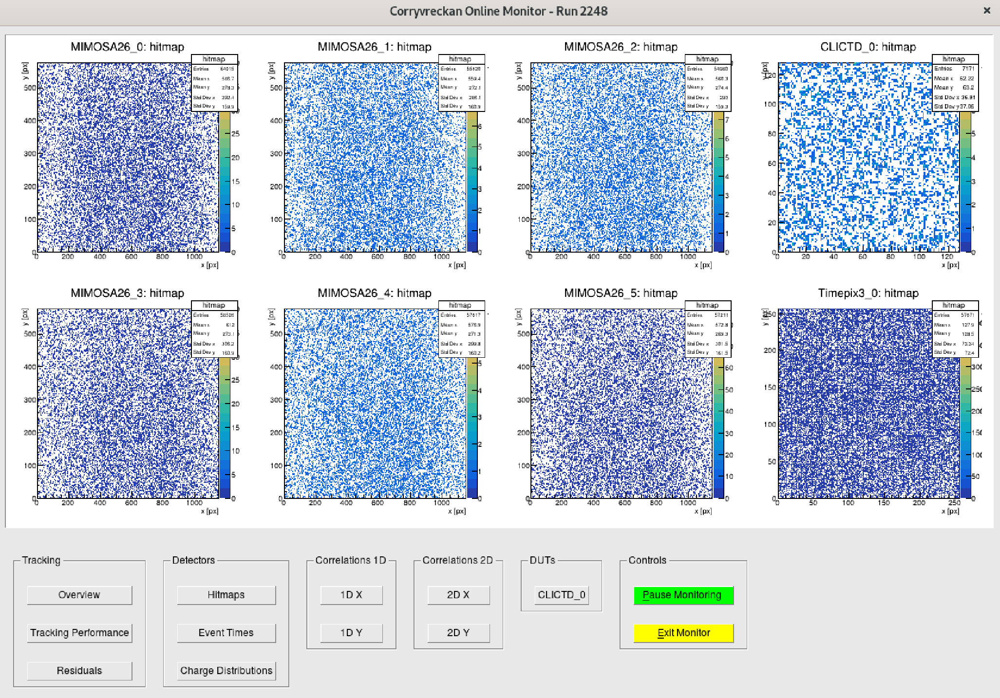 Corryvreckan Online Monitor - Run 2248
×
MIMOSA26_0: hitmap
hitmap
Entries 64015
Mean x 566.7
Mean y
Std Dev x 292.4
Std Dev y 159.9
y [px]
500
400
300
200
100
0
0 200 400 600 800 1000
x [px]
25
20
15
10
5
0
MIMOSA26_1: hitmap
hitmap
Entries
Mean x 559.4
Mean y 272.1
Std Dev x
Std Dev y 160.9
y [px]
500
400
300
200
100
0
0 200 400 600 800 1000
x [px]
6
5
4
3
2
1
0
MIMOSA26_2: hitmap
hitmap
Entries
Mean x 560.3
Mean y 274.4
Std Dev x 293
Std Dev y 159.3
y [px]
500
400
300
200
100
0
0 200 400 600 800 1000
x [px]
7
6
5
4
3
2
1
0
CLICTD_0: hitmap
hitmap
Entries 7171
Mean x 62.22
Mean y 63.2
Std Dev x 36.91
Std Dev y 37.06
y [px]
120
100
80
60
40
20
0
0 20 40 60 80 100 120
x [px]
5
4
3
2
1
0
MIMOSA26_3: hitmap
hitmap
Entries 58526
Mean x 612
Mean y 273.1
Std Dev x 306.2
Std Dev y 160.9
y [px]
500
400
300
200
100
0
0 200 400 600 800 1000
x [px]
25
20
15
10
5
0
MIMOSA26_4: hitmap
hitmap
Entries 57617
Mean x 576.9
Mean y 271.3
Std Dev x 299.8
Std Dev y 160.2
y [px]
500
400
300
200
100
0
0 200 400 600 800 1000
x [px]
5
4
3
2
1
0
MIMOSA26_5: hitmap
hitmap
Entries 57211
Mean x 572.8
Mean y 269.3
Std Dev x 301.5
Std Dev y 161.5
y [px]
500
400
300
200
100
0
0 200 400 600 800 1000
x [px]
60
50
40
30
20
10
0
Timepix3_0: hitmap
hitmap
Entries 57671
Mean x 127.9
Mean y 128.5
Std Dev x 73.34
Std Dev y 72.4
y [px]
250
200
150
100
50
0
0 50 100 150 200 250
x [px]
50
0
Tracking
Overview
Tracking Performance
Residuals
Detectors
Hitmaps
Event Times
Charge Distributions
Correlations 1D
1D X
1D Y
Correlations 2D
2D X
2D Y
DUTs
CLICTD_0
Controls
Pause Monitoring
Exit Monitor